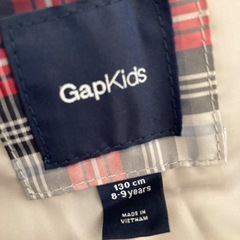 GapKids
130 cm
8-9 years
MADE IN
VIETNAM